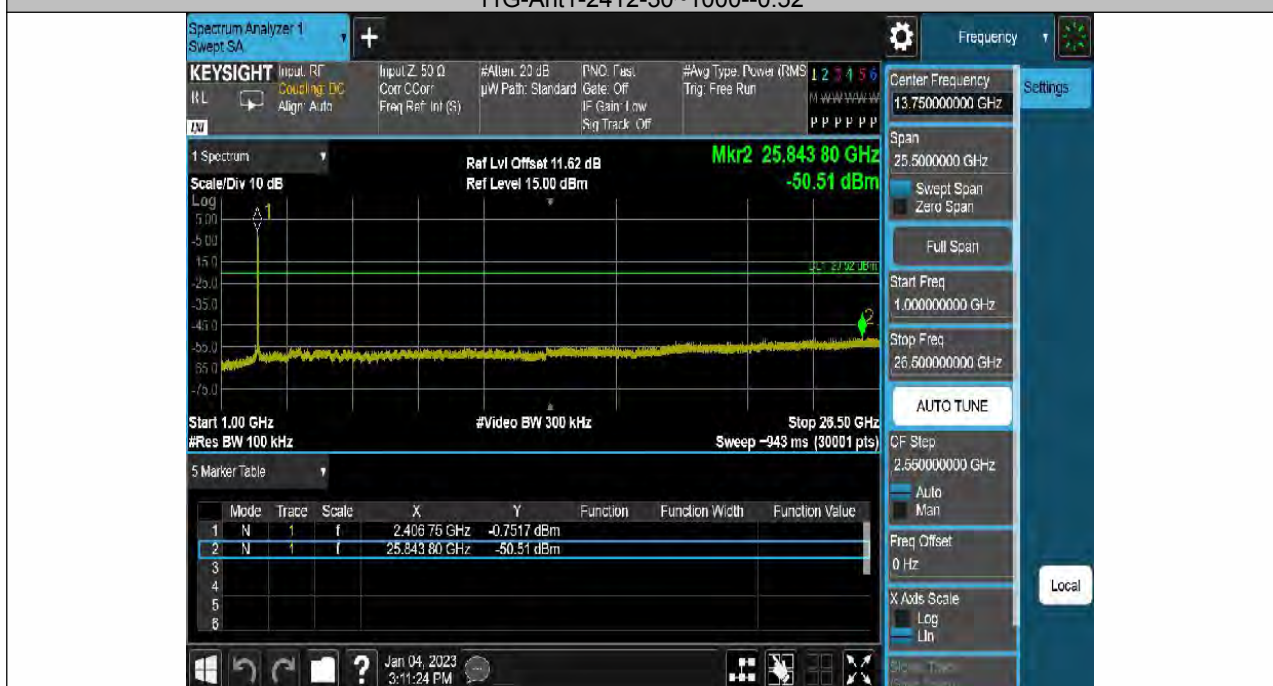 11G-Ant1-2412-30~1000--0.52
Spectrum Analyzer 1
Swept SA
+
Frequency
KEYSIGHT
RL
Input: RF
Coupling: DC
Align: Auto
Input Z: 50 Ω
Corr CCorr
Freq Ref: Int (S)
#Atten: 20 dB
µW Path: Standard
PNO: Fast
Gate: Off
IF Gain: Low
Sig Track: Off
#Avg Type: Power (RMS
Trig: Free Run
1 2 3 4 5 6
M W W W W W
P P P P P P
Center Frequency
13.750000000 GHz
Settings
Span
25.5000000 GHz
Swept Span
Zero Span
Full Span
Start Freq
1.000000000 GHz
Stop Freq
26.500000000 GHz
AUTO TUNE
CF Step
2.550000000 GHz
Auto
Man
Freq Offset
0 Hz
X Axis Scale
Log
Lin
Local
1 Spectrum
Scale/Div 10 dB
Ref Lvl Offset 11.62 dB
Ref Level 15.00 dBm
Mkr2 25.843 80 GHz
-50.51 dBm
Log
5.00
-5.00
-15.0
-25.0
-35.0
-45.0
-55.0
-65.0
-75.0
1
2
Start 1.00 GHz
#Res BW 100 kHz
#Video BW 300 kHz
Stop 26.50 GHz
Sweep ~943 ms (30001 pts)
5 Marker Table
Mode Trace Scale X Y Function Function Width Function Value
1 N 1 f 2.406 75 GHz -0.7517 dBm
2 N 1 f 25.843 80 GHz -50.51 dBm
3
4
5
6
?
Jan 04, 2023
3:11:24 PM